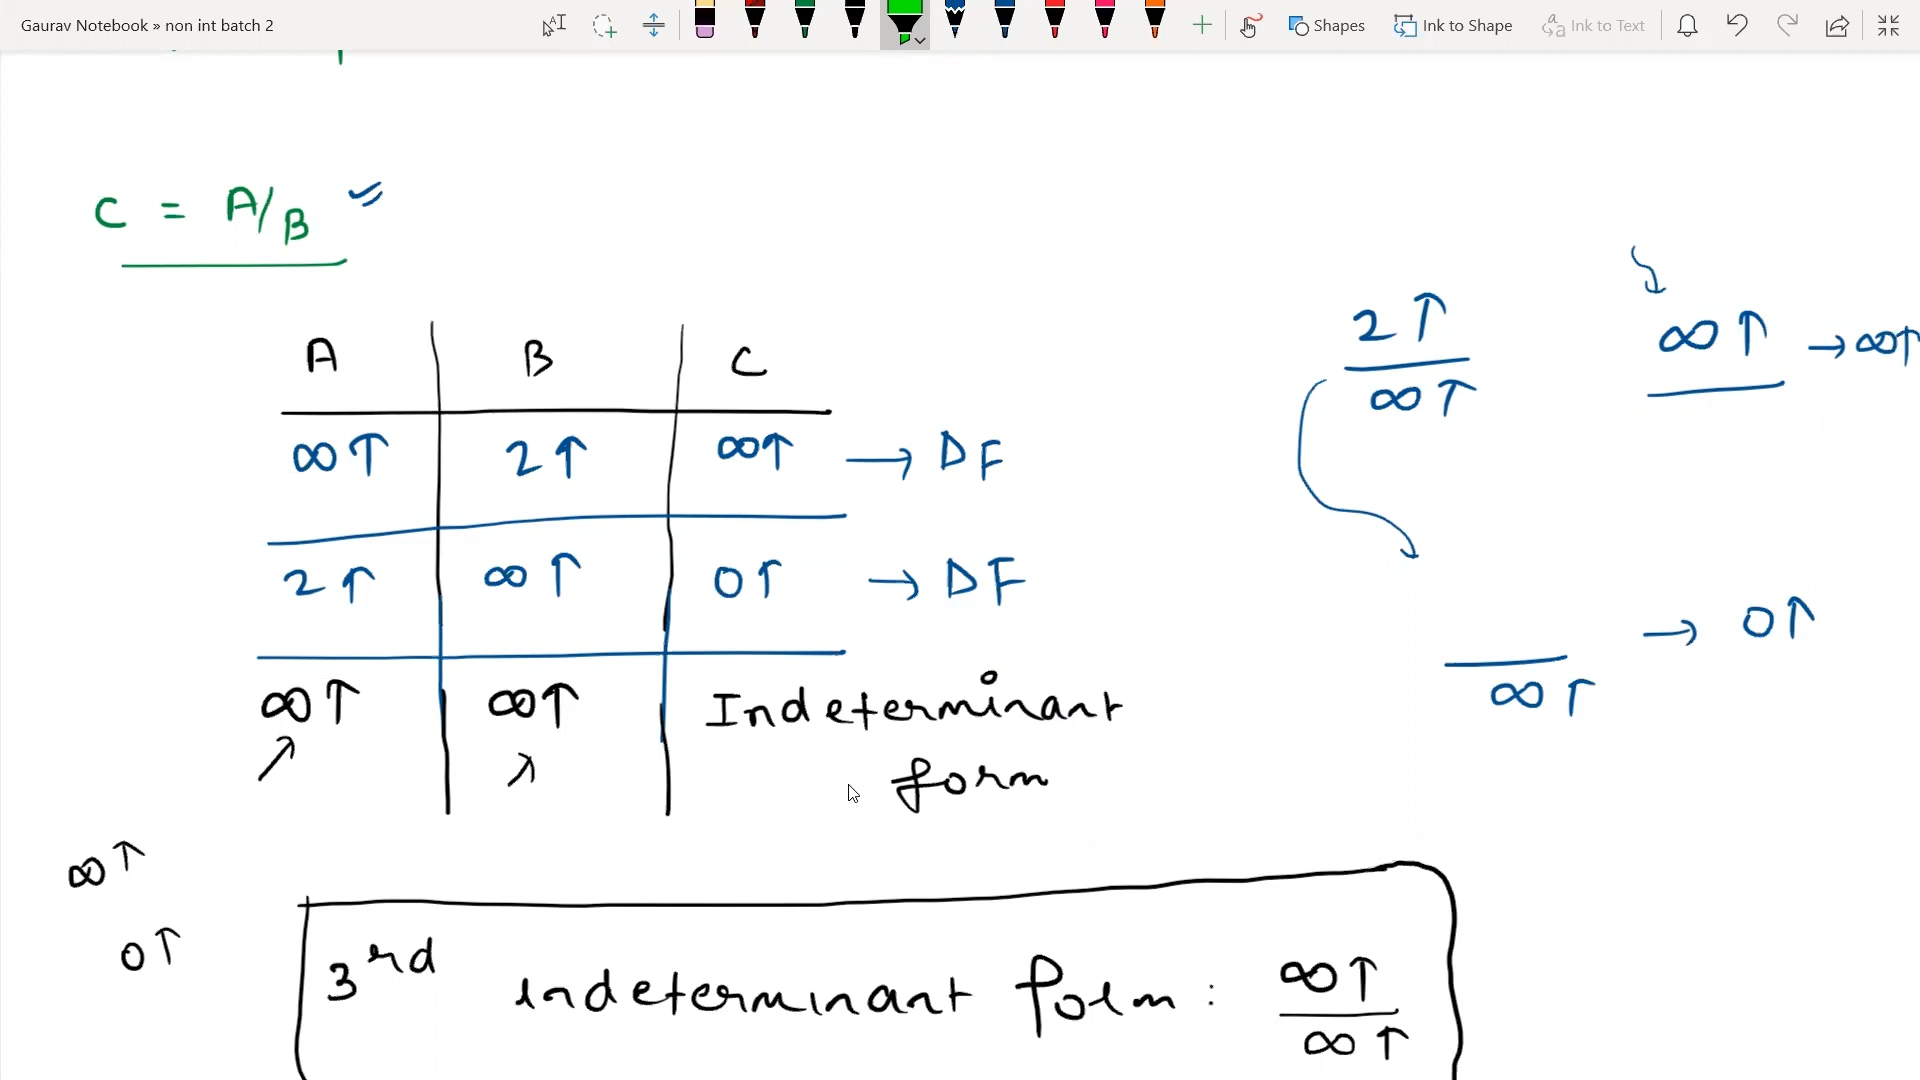 Gaurav Notebook » non int batch 2
Shapes
Ink to Shape
Ink to Text
C = A/B
A B C
∞↑ 2↑ ∞↑ → DF
2↑ ∞↑ 0↑ → DF
∞↑ ∞↑ Indeterminant
form
2↑
∞↑
∞↑ → ∞↑
→ 0↑
∞↑
∞↑
0↑
3rd indeterminant form : ∞↑
∞↑